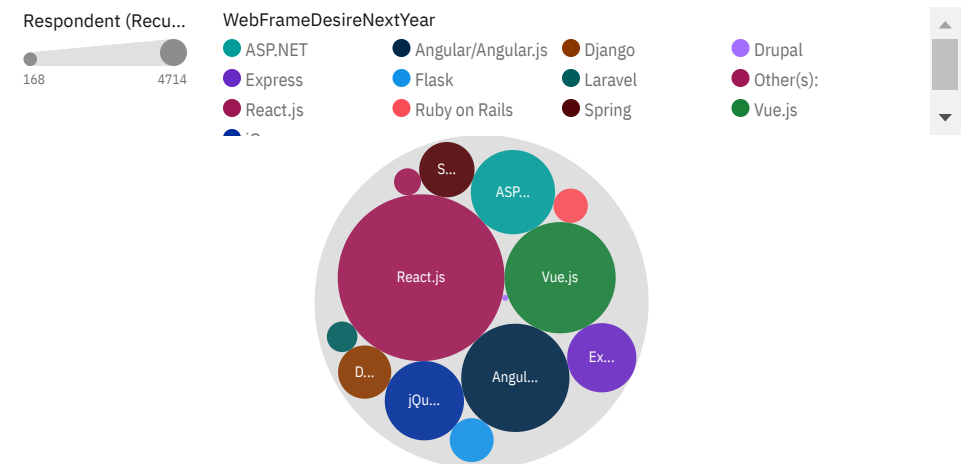 Respondent (Recu...
168 4714
WebFrameDesireNextYear
ASP.NET Angular/Angular.js Django Drupal
Express Flask Laravel Other(s):
React.js Ruby on Rails Spring Vue.js
S...
ASP...
React.js
Vue.js
Ex...
D...
Angul...
jQu...